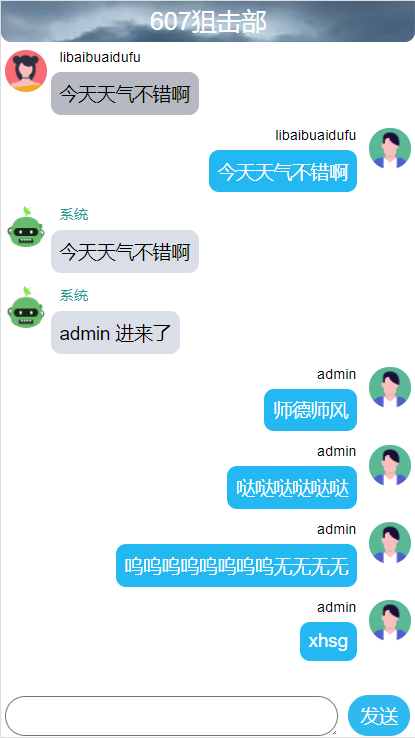 607狙击部
libaibuaidufu
今天天气不错啊
libaibuaidufu
今天天气不错啊
系统
今天天气不错啊
系统
admin 进来了
admin
师德师风
admin
哒哒哒哒哒哒
admin
呜呜呜呜呜呜呜呜无无无无
admin
xhsg
发送